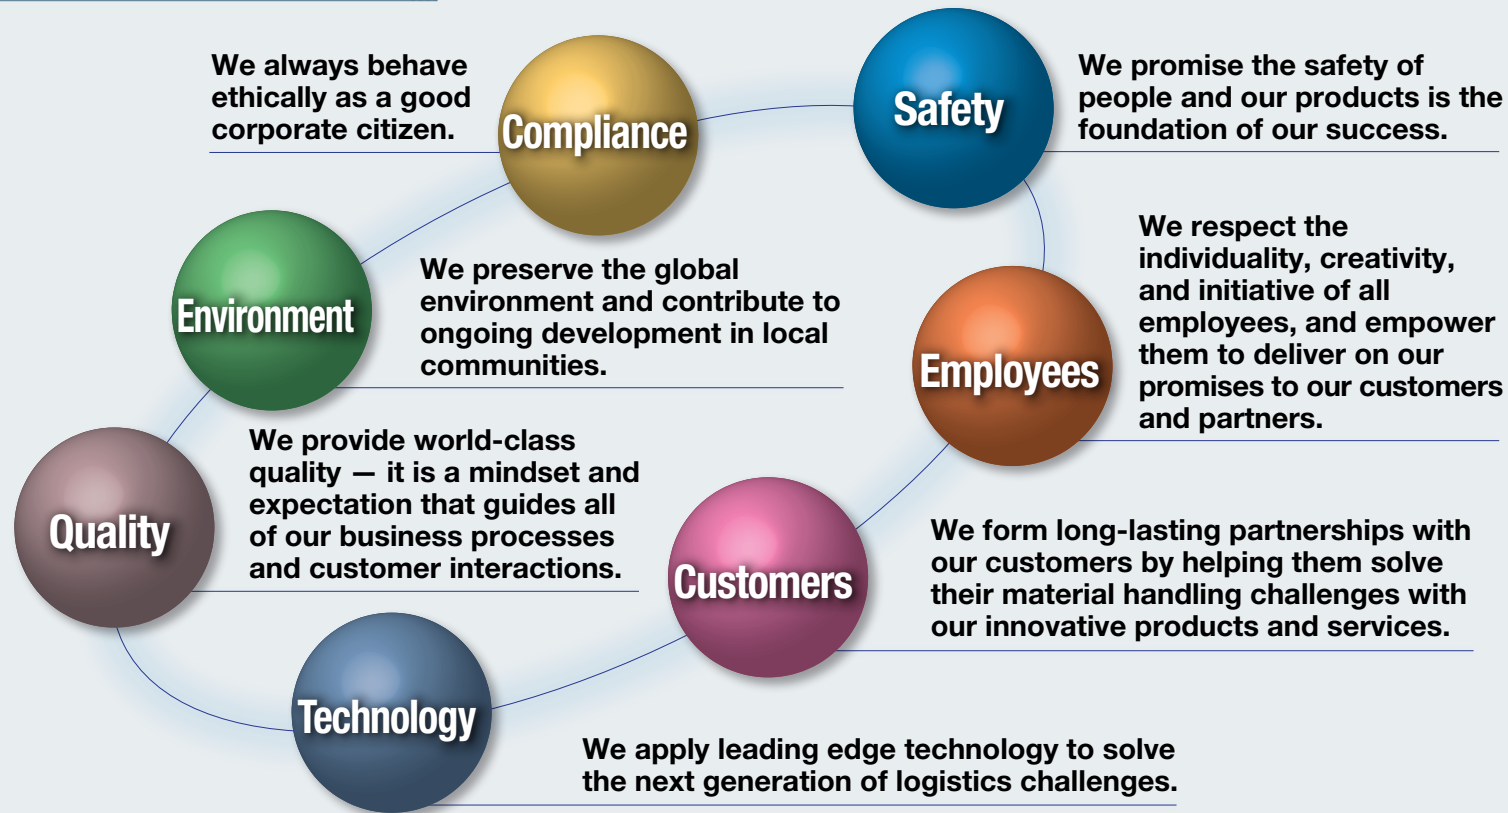 Compliance
We always behave
ethically as a good
corporate citizen.
Safety
We promise the safety of
people and our products is the
foundation of our success.
Environment
We preserve the global
environment and contribute to
ongoing development in local
communities.
Employees
We respect the
individuality, creativity,
and initiative of all
employees, and empower
them to deliver on our
promises to our customers
and partners.
Quality
We provide world-class
quality — it is a mindset and
expectation that guides all
of our business processes
and customer interactions.
Customers
We form long-lasting partnerships with
our customers by helping them solve
their material handling challenges with
our innovative products and services.
Technology
We apply leading edge technology to solve
the next generation of logistics challenges.